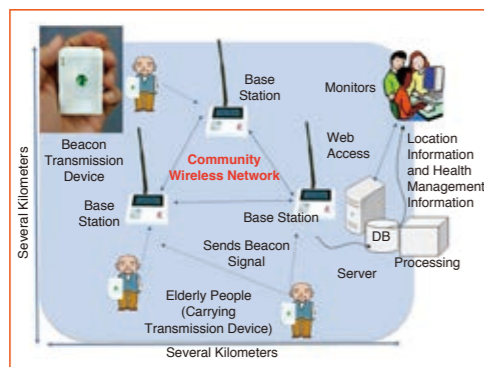 Base
Station
Monitors
Beacon
Transmission
Device
Web
Access
Location
Information
and Health
Management
Information
Community
Wireless Network
Base
Station
Base Station
Several Kilometers
Sends Beacon
Signal
DB
Server
Processing
Elderly People
(Carrying
Transmission Device)
Several Kilometers